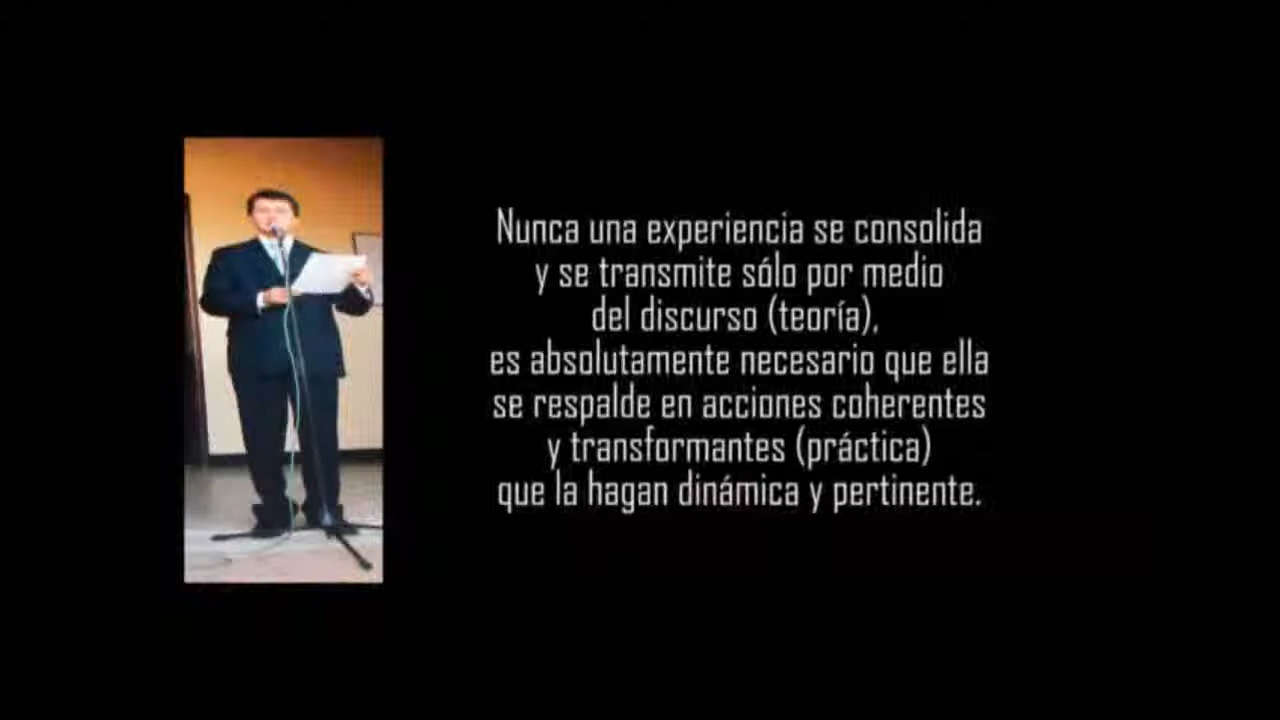 Nunca una experiencia se consolida
y se transmite sólo por medio
del discurso (teoría),
es absolutamente necesario que ella
se respalde en acciones coherentes
y transformantes (práctica)
que la hagan dinámica y pertinente.